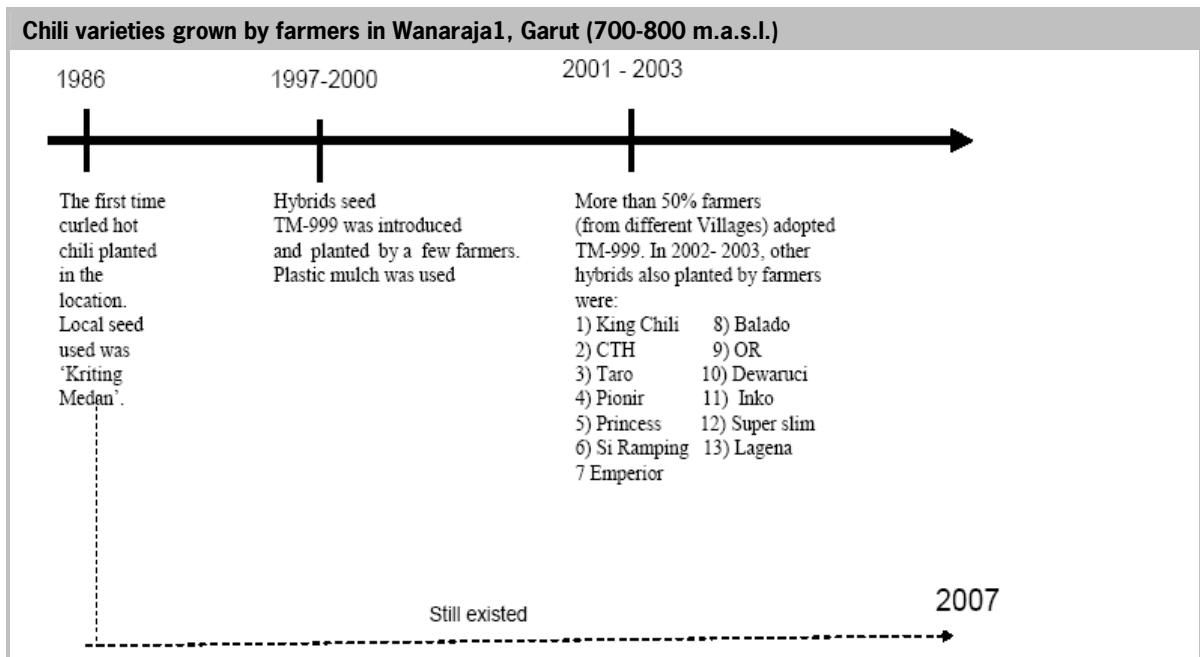 Chili varieties grown by farmers in Wanaraja1, Garut (700-800 m.a.s.l.)
1986
1997-2000
2001 - 2003
The first time
curled hot
chili planted
in the
location.
Local seed
used was
‘Kriting
Medan’.
Hybrids seed
TM-999 was introduced
and planted by a few farmers.
Plastic mulch was used
More than 50% farmers
(from different Villages) adopted
TM-999. In 2002- 2003, other
hybrids also planted by farmers
were:
1) King Chili 8) Balado
2) CTH 9) OR
3) Taro 10) Dewaruci
4) Pionir 11) Inko
5) Princess 12) Super slim
6) Si Ramping 13) Lagena
7 Emperior
Still existed
2007